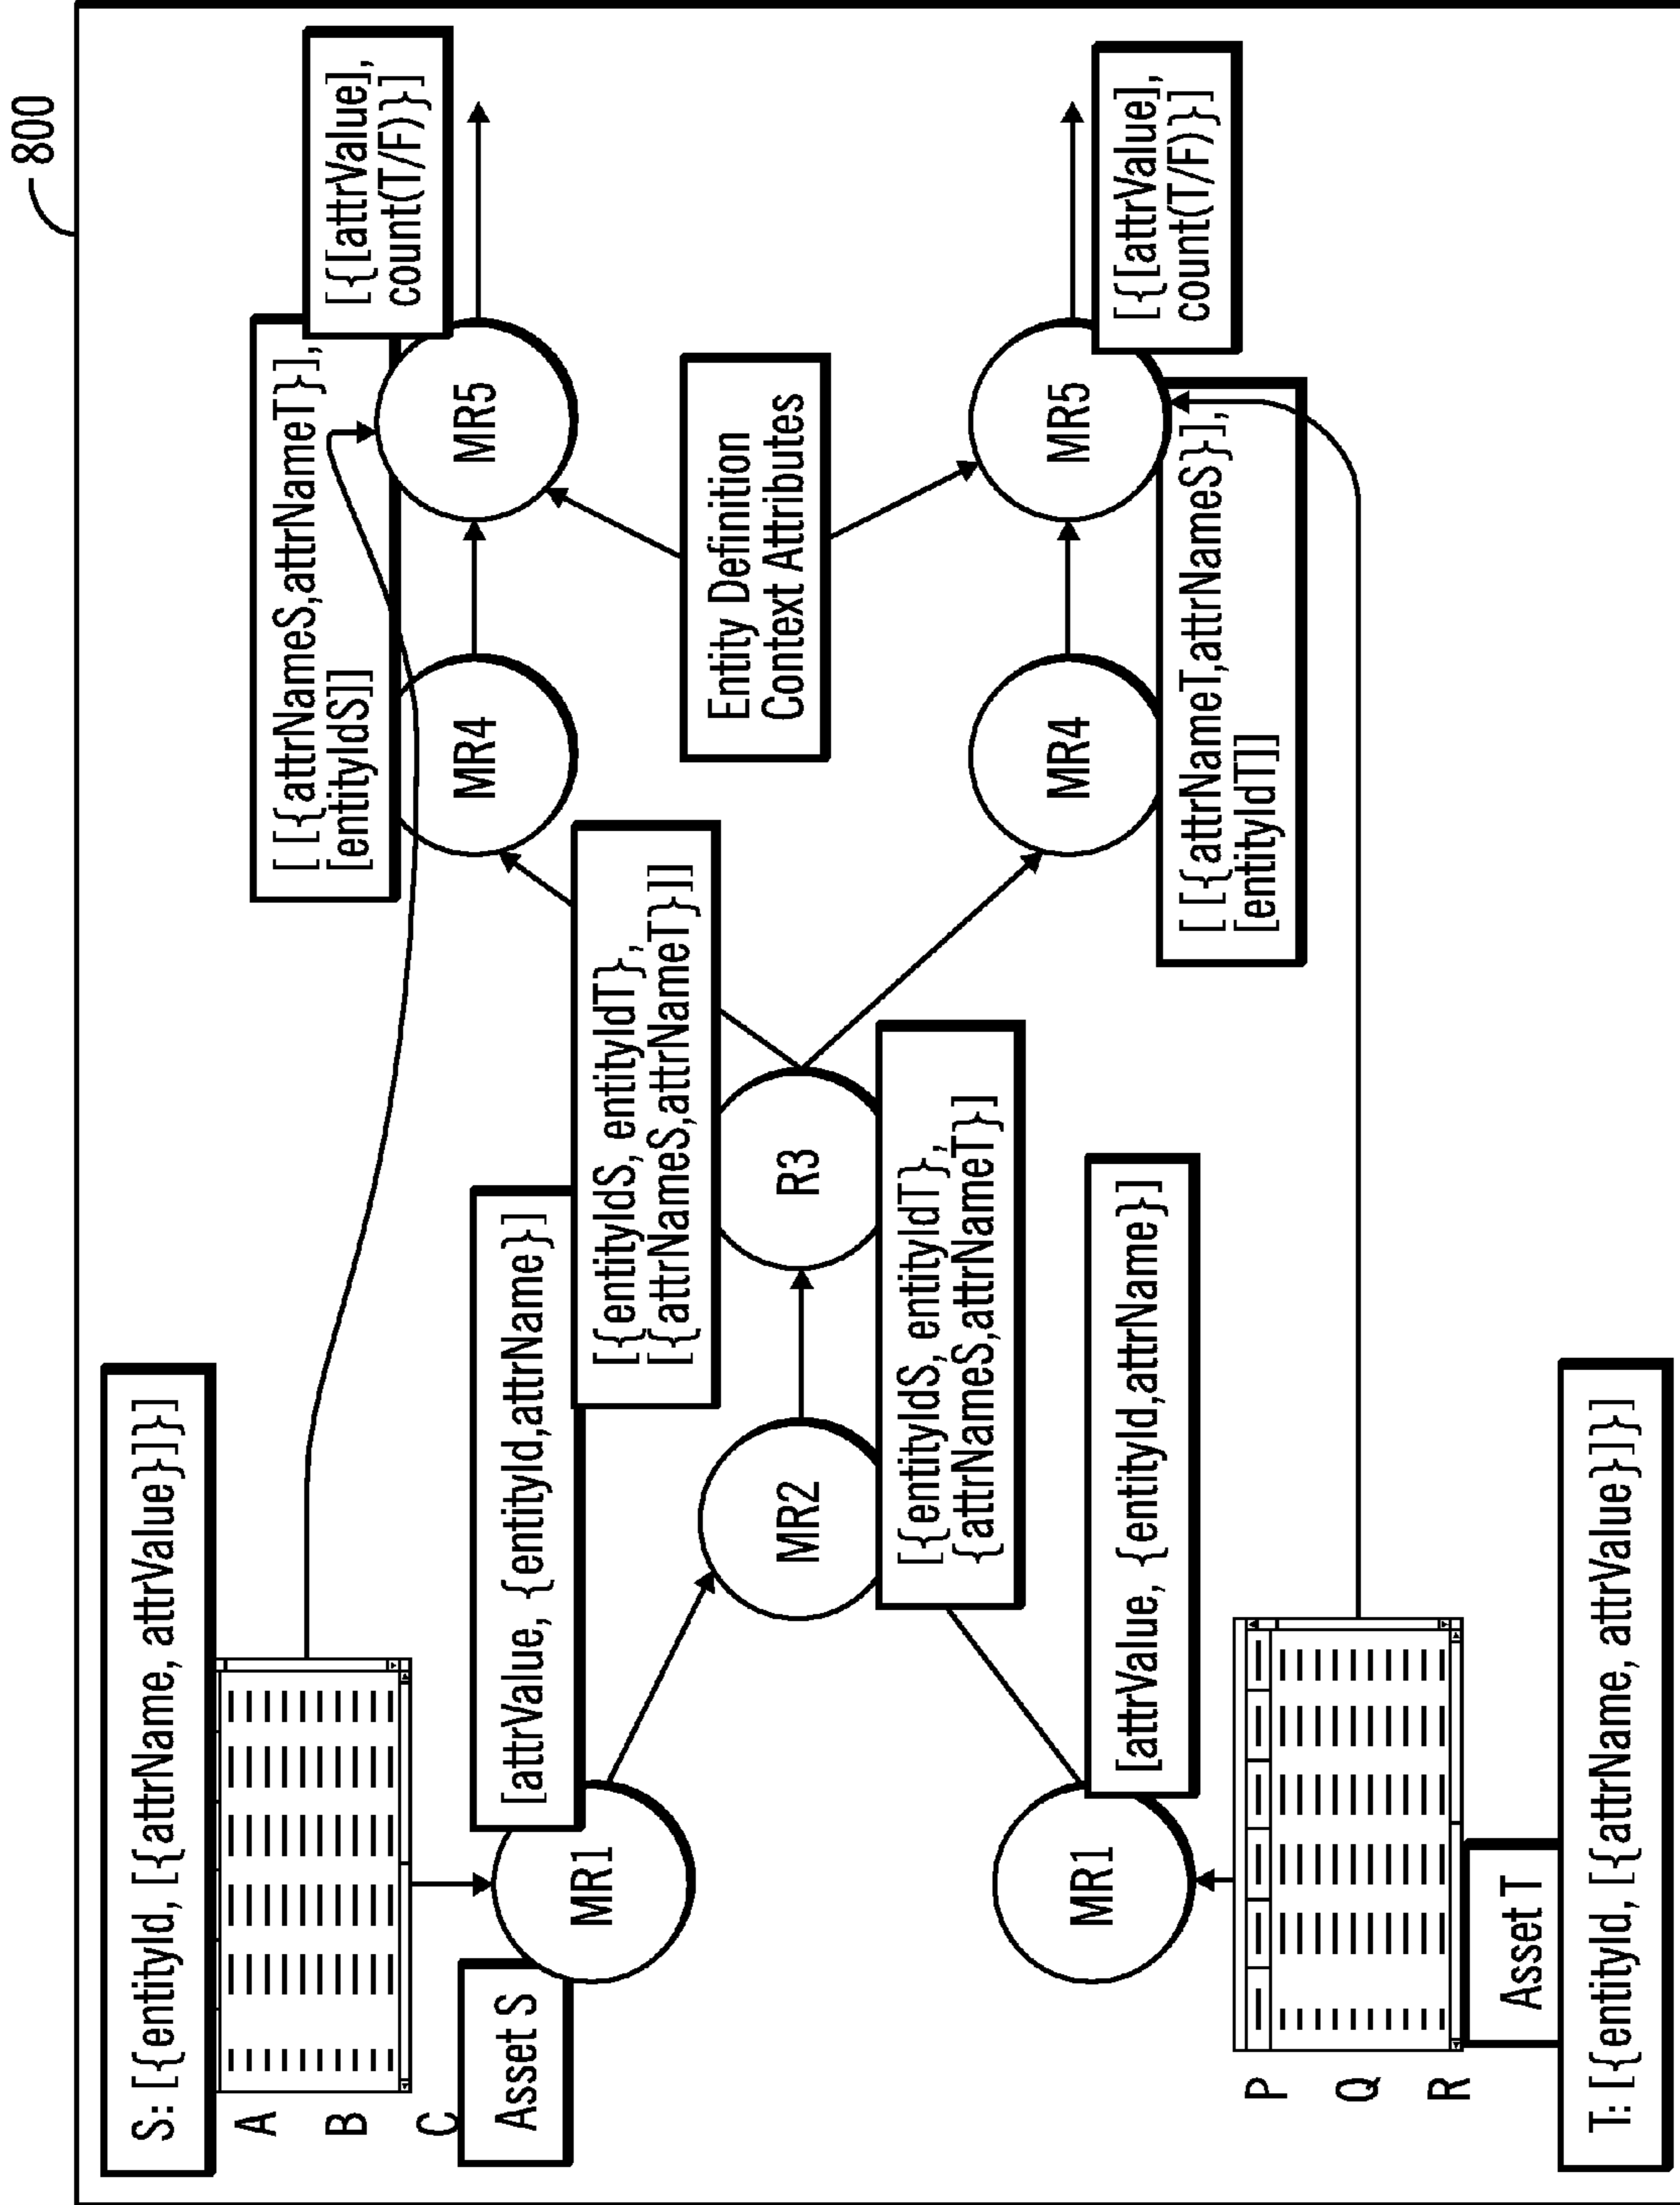 800
S: [{entityId, [{attrName, attrValue}]}]
A
B
C
Asset S
MR1
[attrValue, {entityId,attrName}]
MR2
[{entityIdS, entityIdT},
[{attrNameS,attrNameT}]]
R3
[{entityIdS, entityIdT},
{attrNameS,attrNameT}]
MR1
[attrValue, {entityId,attrName}]
P
Q
R
Asset T
T: [{entityId, [{attrName, attrValue}]}]
[ [{attrNameS,attrNameT}],
[entityIdS]]
MR4
MR5
[{[attrValue],
count(T/F)}]
Entity Definition
Context Attributes
MR4
MR5
[ [{attrNameT,attrNameS}],
[entityIdT]]
[{[attrValue],
count(T/F)}]